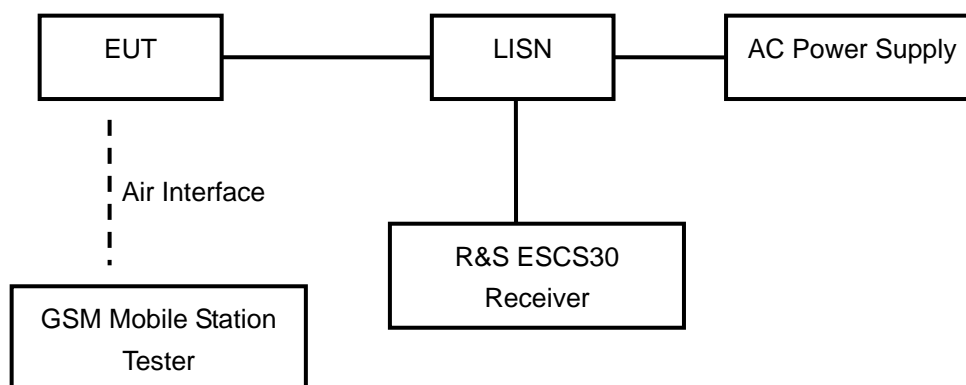 EUT
LISN
AC Power Supply
Air Interface
R&S ESCS30
Receiver
GSM Mobile Station
Tester